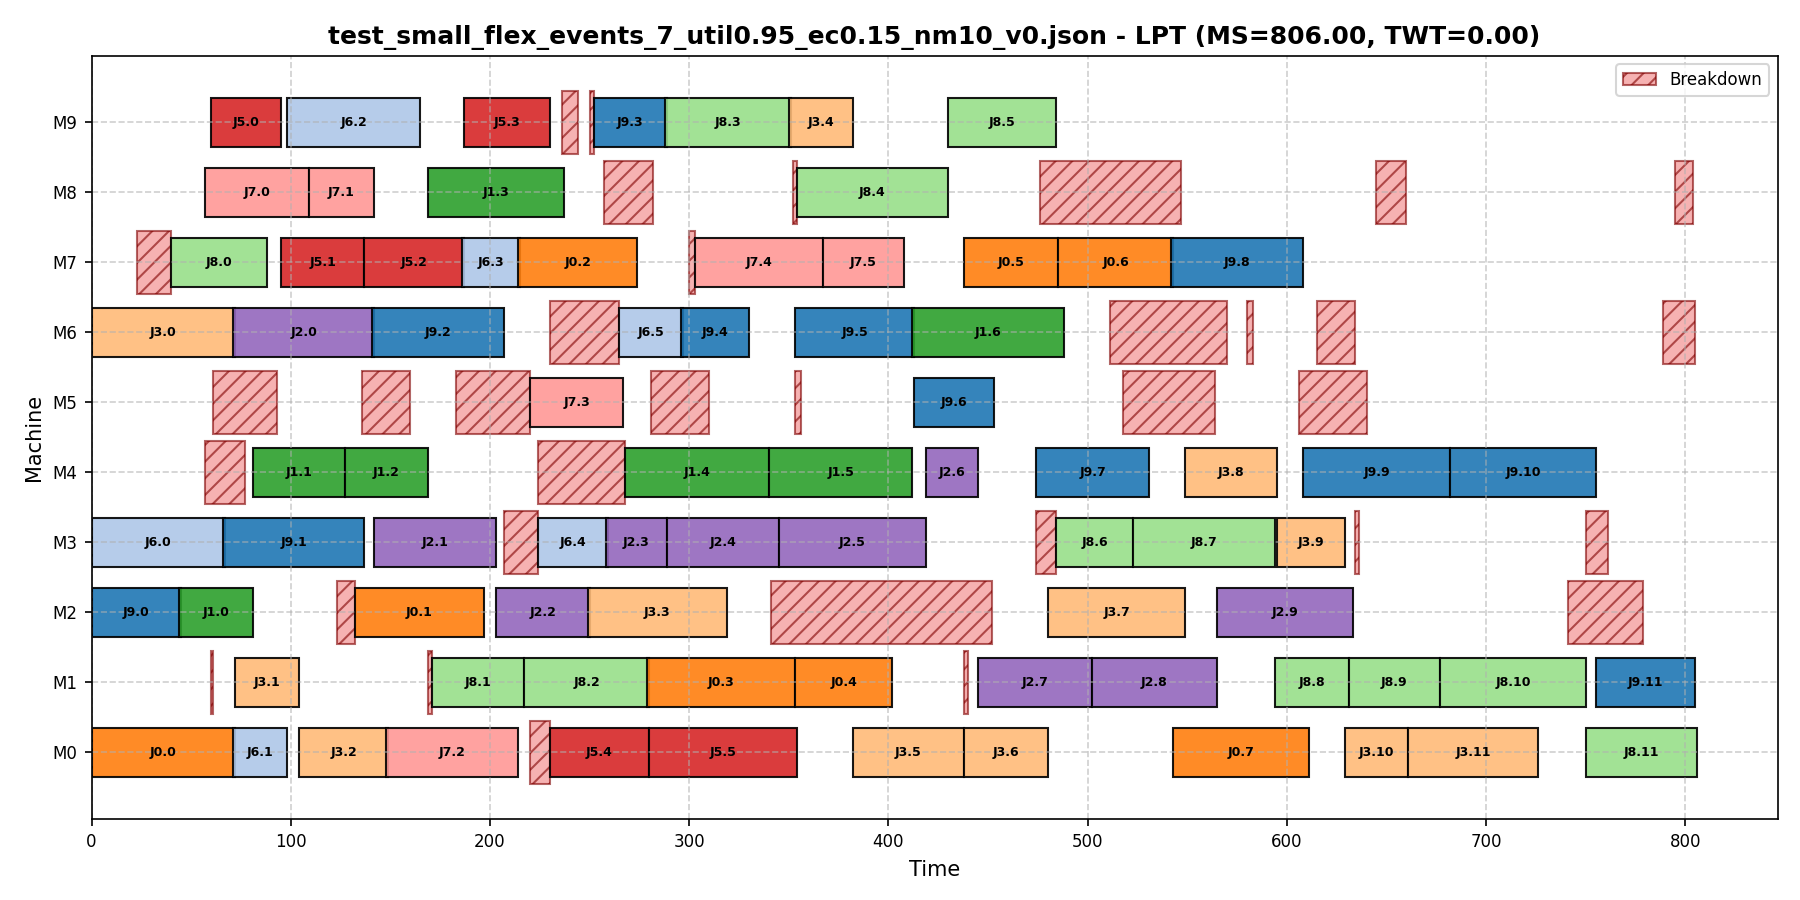 test_small_flex_events_7_util0.95_ec0.15_nm10_v0.json - LPT (MS=806.00, TWT=0.00)
Breakdown
M9 J5.0 J6.2 J5.3 J9.3 J8.3 J3.4 J8.5
M8 J7.0 J7.1 J1.3 J8.4
M7 J8.0 J5.1 J5.2 J6.3 J0.2 J7.4 J7.5 J0.5 J0.6 J9.8
M6 J3.0 J2.0 J9.2 J6.5 J9.4 J9.5 J1.6
M5 J7.3 J9.6
M4 J1.1 J1.2 J1.4 J1.5 J2.6 J9.7 J3.8 J9.9 J9.10
M3 J6.0 J9.1 J2.1 J6.4 J2.3 J2.4 J2.5 J8.6 J8.7 J3.9
M2 J9.0 J1.0 J0.1 J2.2 J3.3 J3.7 J2.9
M1 J3.1 J8.1 J8.2 J0.3 J0.4 J2.7 J2.8 J8.8 J8.9 J8.10 J9.11
M0 J0.0 J6.1 J3.2 J7.2 J5.4 J5.5 J3.5 J3.6 J0.7 J3.10 J3.11 J8.11
Machine
0 100 200 300 400 500 600 700 800
Time